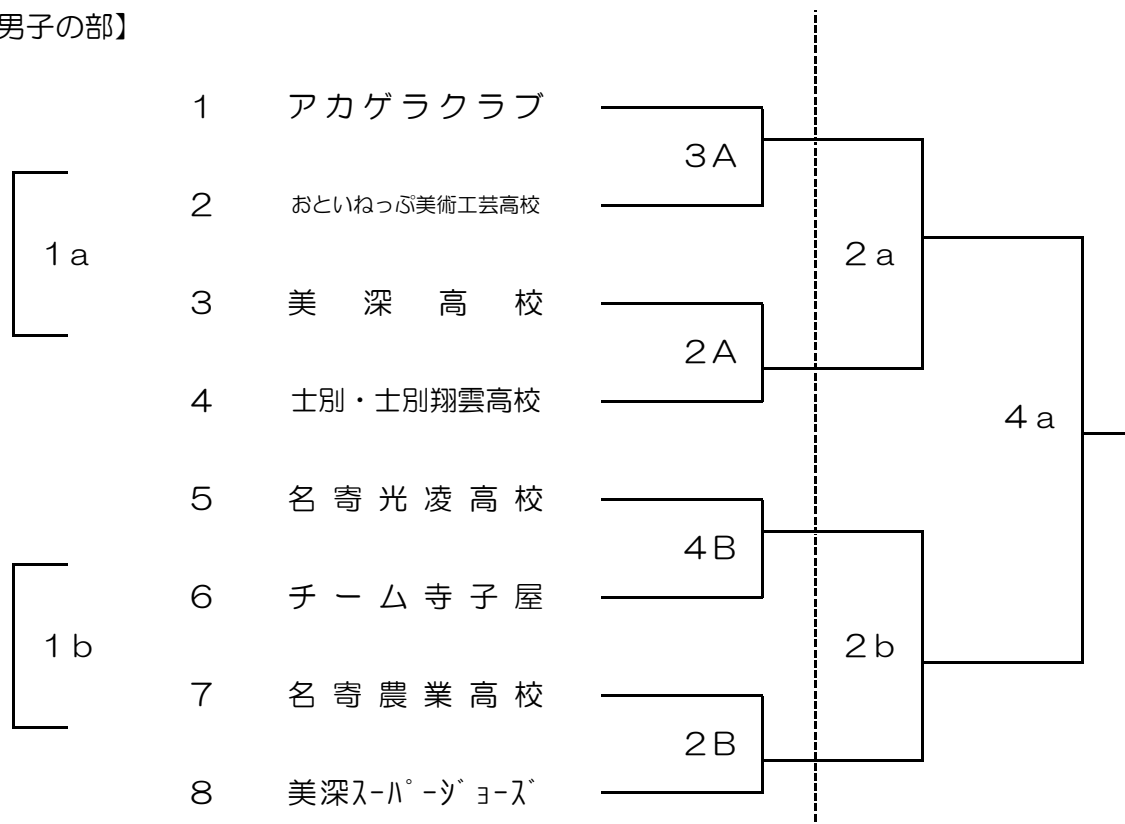 男子の部】
１ アカゲラクラブ
３Ａ
２ おといねっぷ美術工芸高校
１ａ
２ａ
３ 美深高校
２Ａ
４ 士別・士別翔雲高校
４ａ
５ 名寄光凌高校
４Ｂ
６ チーム寺子屋
１ｂ
２ｂ
７ 名寄農業高校
２Ｂ
８ 美深ｽｰﾊﾟｰｼﾞｮｰｽﾞ